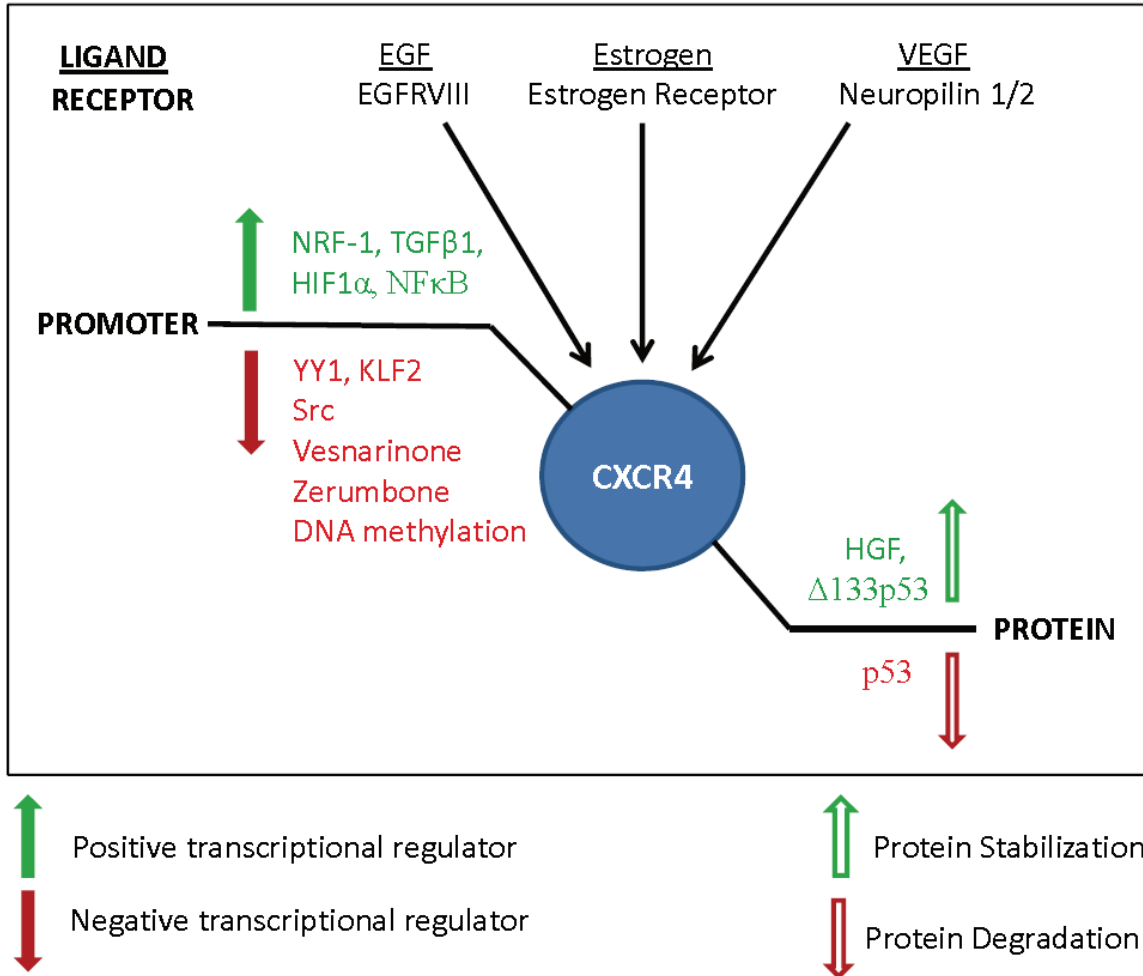 LIGAND
RECEPTOR
EGF
EGFRVIII
Estrogen
Estrogen Receptor
VEGF
Neuropilin 1/2
NRF-1, TGFβ1,
HIF1α, NFκB
PROMOTER
YY1, KLF2
Src
Vesnarinone
Zerumbone
DNA methylation
CXCR4
HGF,
Δ133p53
PROTEIN
p53
Positive transcriptional regulator
Negative transcriptional regulator
Protein Stabilization
Protein Degradation